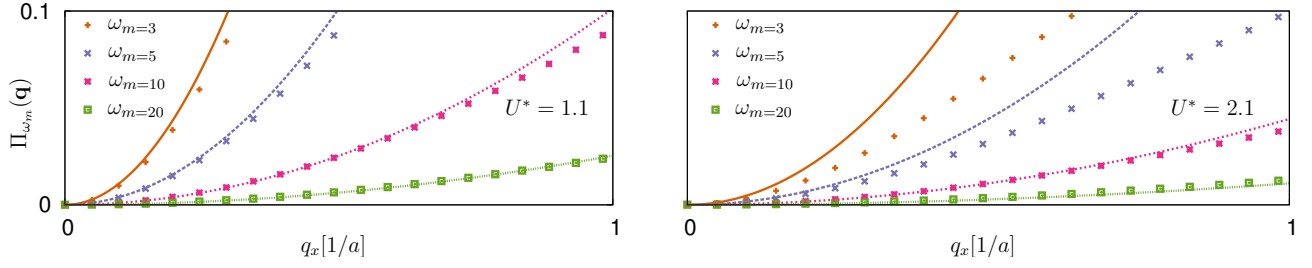 0.1
Π_{ω_m}(q)
0
ω_{m=3}
ω_{m=5}
ω_{m=10}
ω_{m=20}
U* = 1.1
0
1
q_x[1/a]
ω_{m=3}
ω_{m=5}
ω_{m=10}
ω_{m=20}
U* = 2.1
0
1
q_x[1/a]